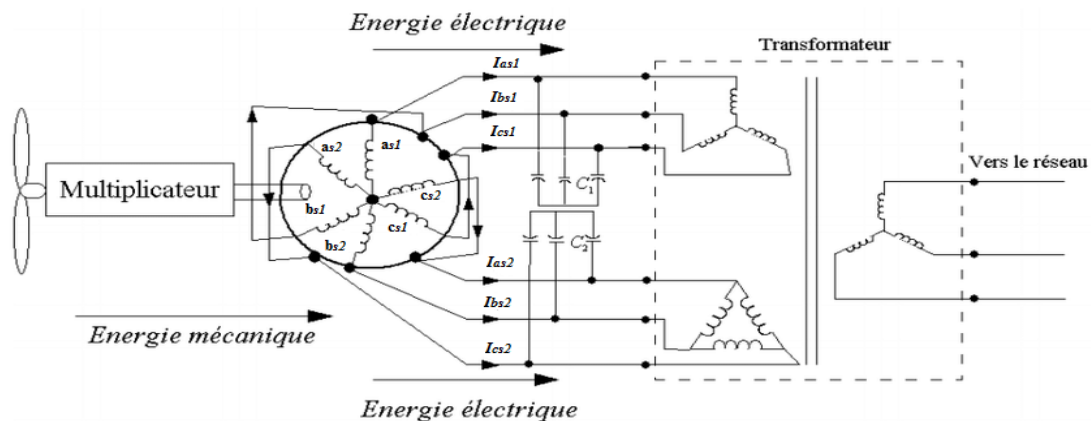 Energie électrique
Transformateur
Ias1
Ibs1
Ics1
as2
as1
Multiplicateur
cs2
bs1
cs1
bs2
C1
C2
Vers le réseau
Ias2
Ibs2
Ics2
Energie mécanique
Energie électrique